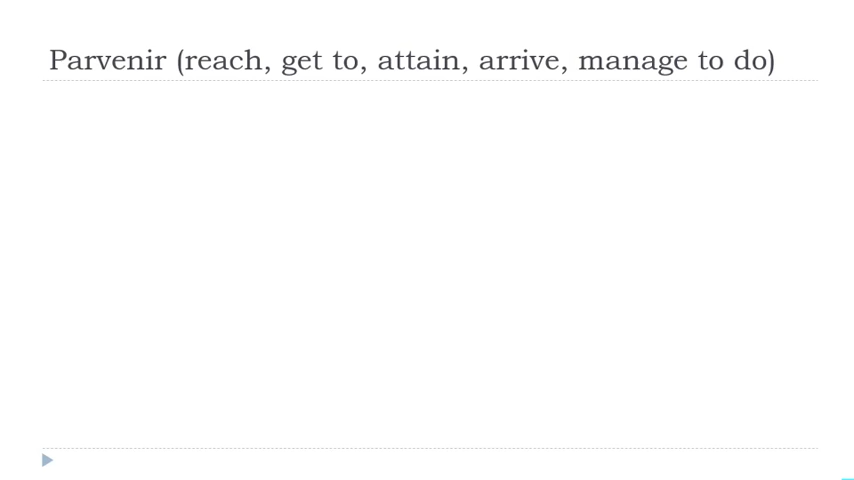 Parvenir (reach, get to, attain, arrive, manage to do)